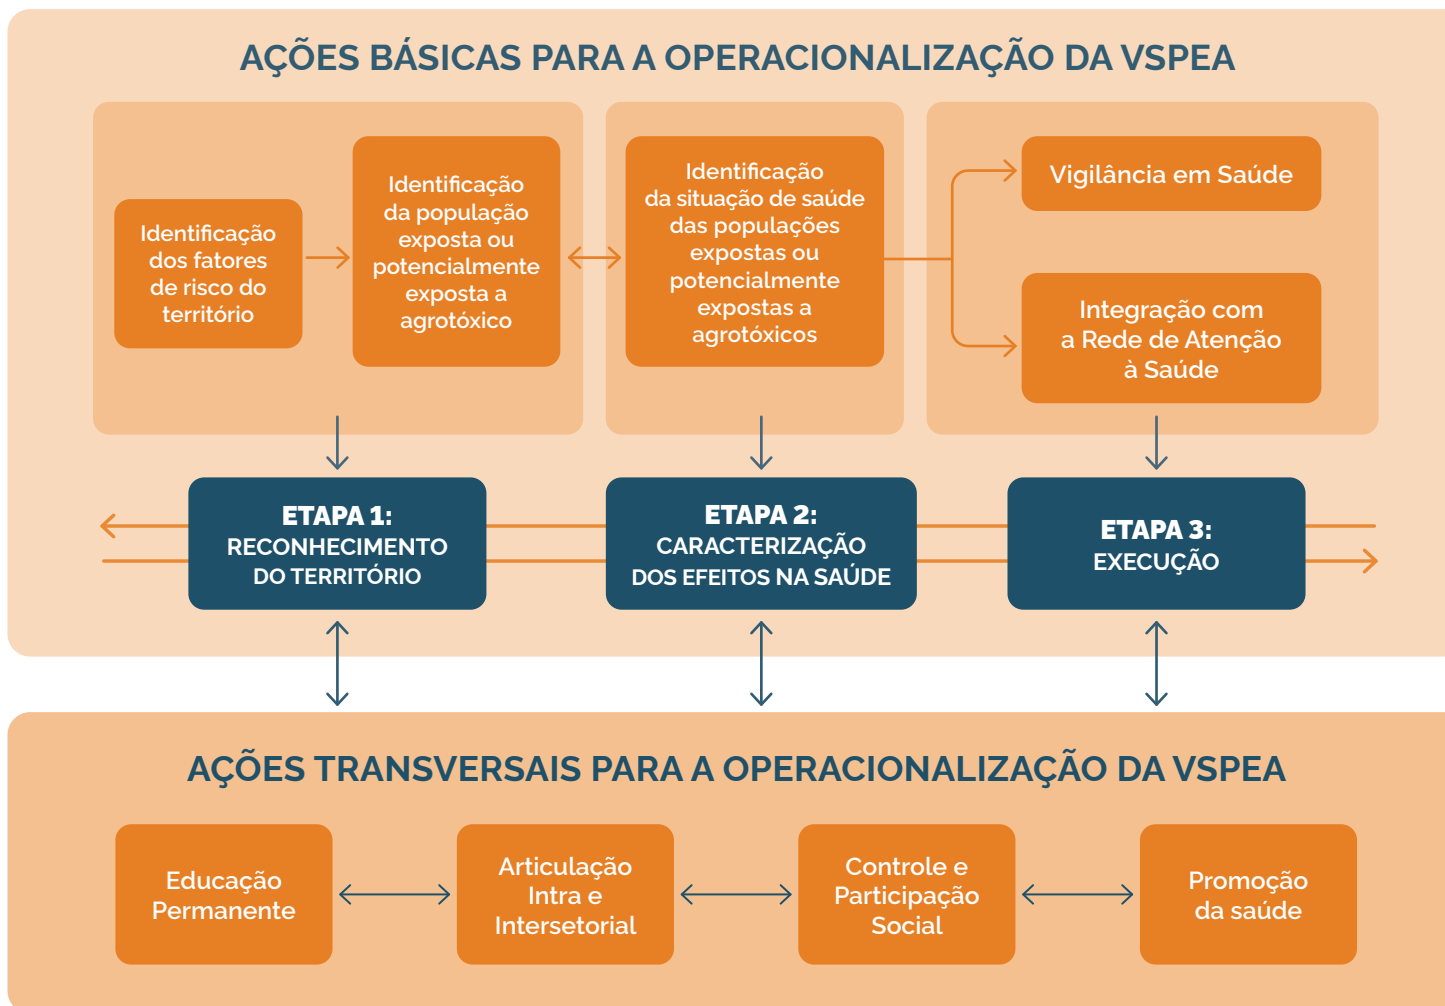 AÇÕES BÁSICAS PARA A OPERACIONALIZAÇÃO DA VSPEA
Identificação
dos fatores
de risco do
território
Identificação
da população
exposta ou
potencialmente
exposta a
agrotóxico
Identificação
da situação de saúde
das populações
expostas ou
potencialmente
expostas a
agrotóxicos
Vigilância em Saúde
Integração com
a Rede de Atenção
à Saúde
ETAPA 1:
RECONHECIMENTO
DO TERRITÓRIO
ETAPA 2:
CARACTERIZAÇÃO
DOS EFEITOS NA SAÚDE
ETAPA 3:
EXECUÇÃO
AÇÕES TRANSVERSAIS PARA A OPERACIONALIZAÇÃO DA VSPEA
Educação
Permanente
Articulação
Intra e
Intersetorial
Controle e
Participação
Social
Promoção
da saúde